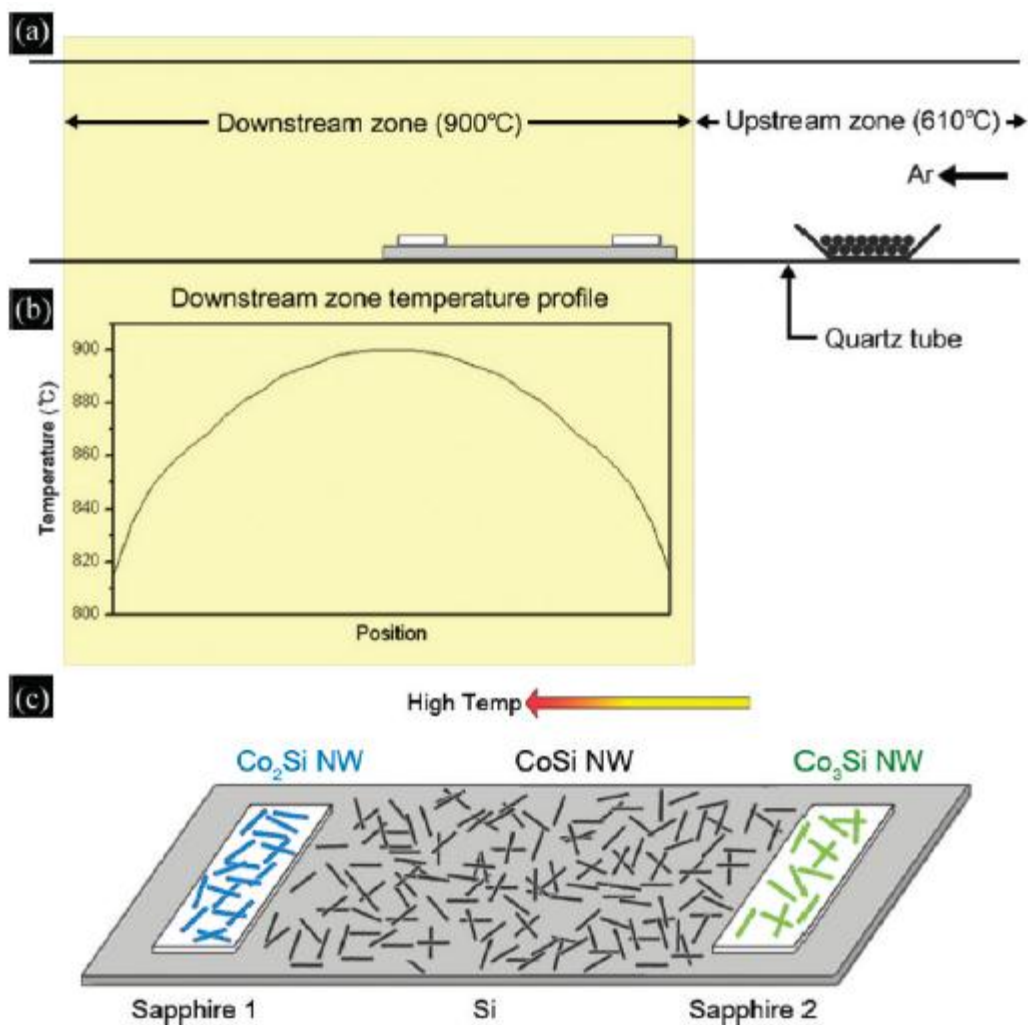 (a)
Downstream zone (900℃)
Upstream zone (610℃)
Ar
Quartz tube
(b)
Downstream zone temperature profile
Temperature (℃)
900
880
860
840
820
800
Position
(c)
High Temp
Co₂Si NW
CoSi NW
Co₃Si NW
Sapphire 1
Si
Sapphire 2